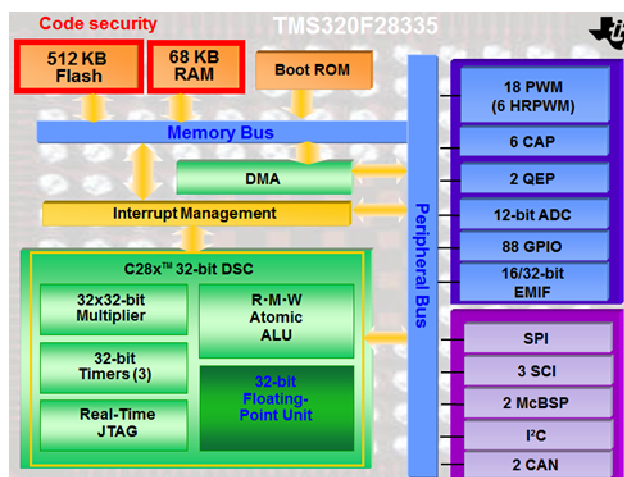 Code security
TMS320F28335
512 KB
Flash
68 KB
RAM
Boot ROM
Memory Bus
DMA
Interrupt Management
C28x™ 32-bit DSC
32x32-bit
Multiplier
32-bit
Timers (3)
Real-Time
JTAG
R-M-W
Atomic
ALU
32-bit
Floating-
Point Unit
Peripheral Bus
18 PWM
(6 HRPWM)
6 CAP
2 QEP
12-bit ADC
88 GPIO
16/32-bit
EMIF
SPI
3 SCI
2 McBSP
I²C
2 CAN